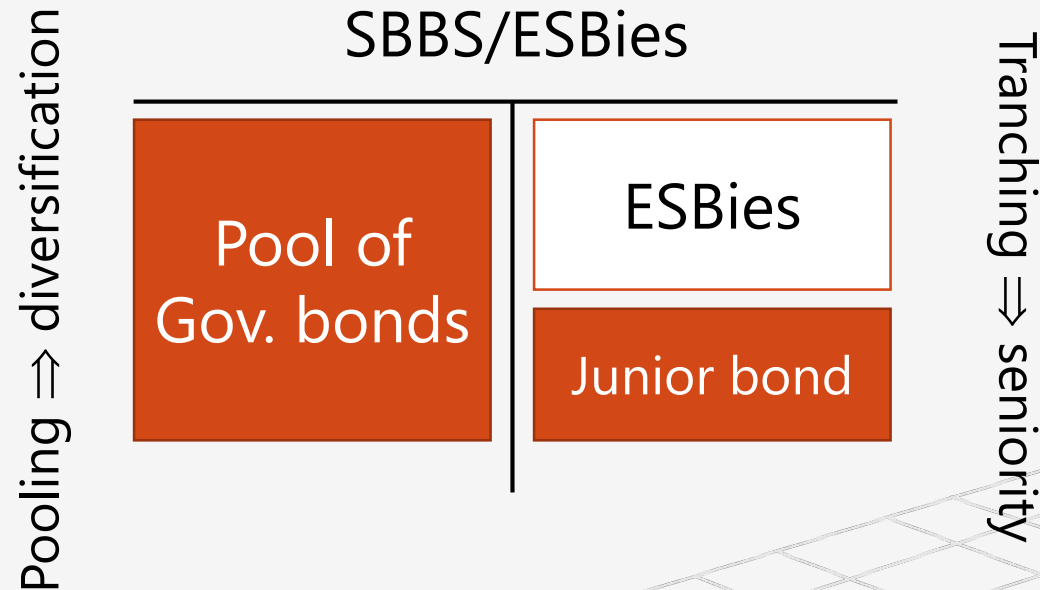 SBBS/ESBies
Pooling ⇒ diversification
Pool of
Gov. bonds
ESBies
Junior bond
Tranching ⇒ seniority